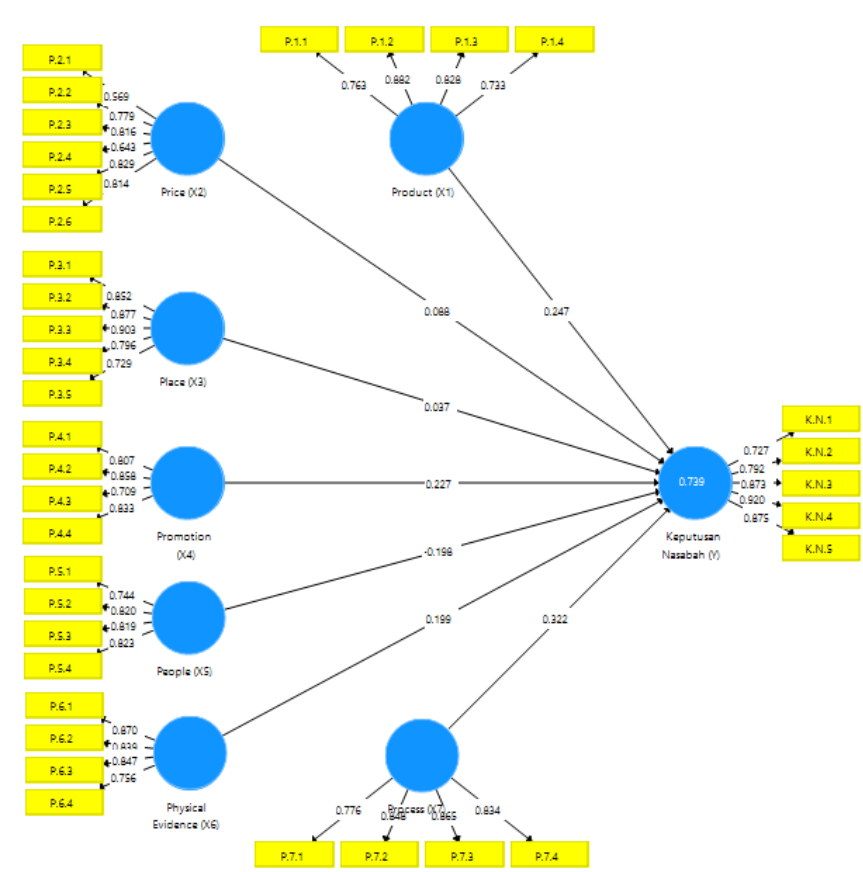 P.1.1
P.1.2
P.1.3
P.1.4
0.763
0.882
0.828
0.733
Product (X1)
0.247
P.2.1
P.2.2
P.2.3
P.2.4
P.2.5
P.2.6
0.569
0.779
0.816
0.643
0.829
0.814
Price (X2)
0.088
P.3.1
P.3.2
P.3.3
P.3.4
P.3.5
0.852
0.877
0.903
0.796
0.729
Place (X3)
0.037
P.4.1
P.4.2
P.4.3
P.4.4
0.807
0.858
0.709
0.833
Promotion
(X4)
0.227
P.5.1
P.5.2
P.5.3
P.5.4
0.744
0.820
0.819
0.823
People (X5)
-0.198
P.6.1
P.6.2
P.6.3
P.6.4
0.870
0.839
0.847
0.756
Physical
Evidence (X6)
0.199
Process (X7)
0.322
0.776
0.848
0.865
0.834
P.7.1
P.7.2
P.7.3
P.7.4
0.739
Keputusan
Nasabah (Y)
0.727
0.792
0.873
0.920
0.875
K.N.1
K.N.2
K.N.3
K.N.4
K.N.5